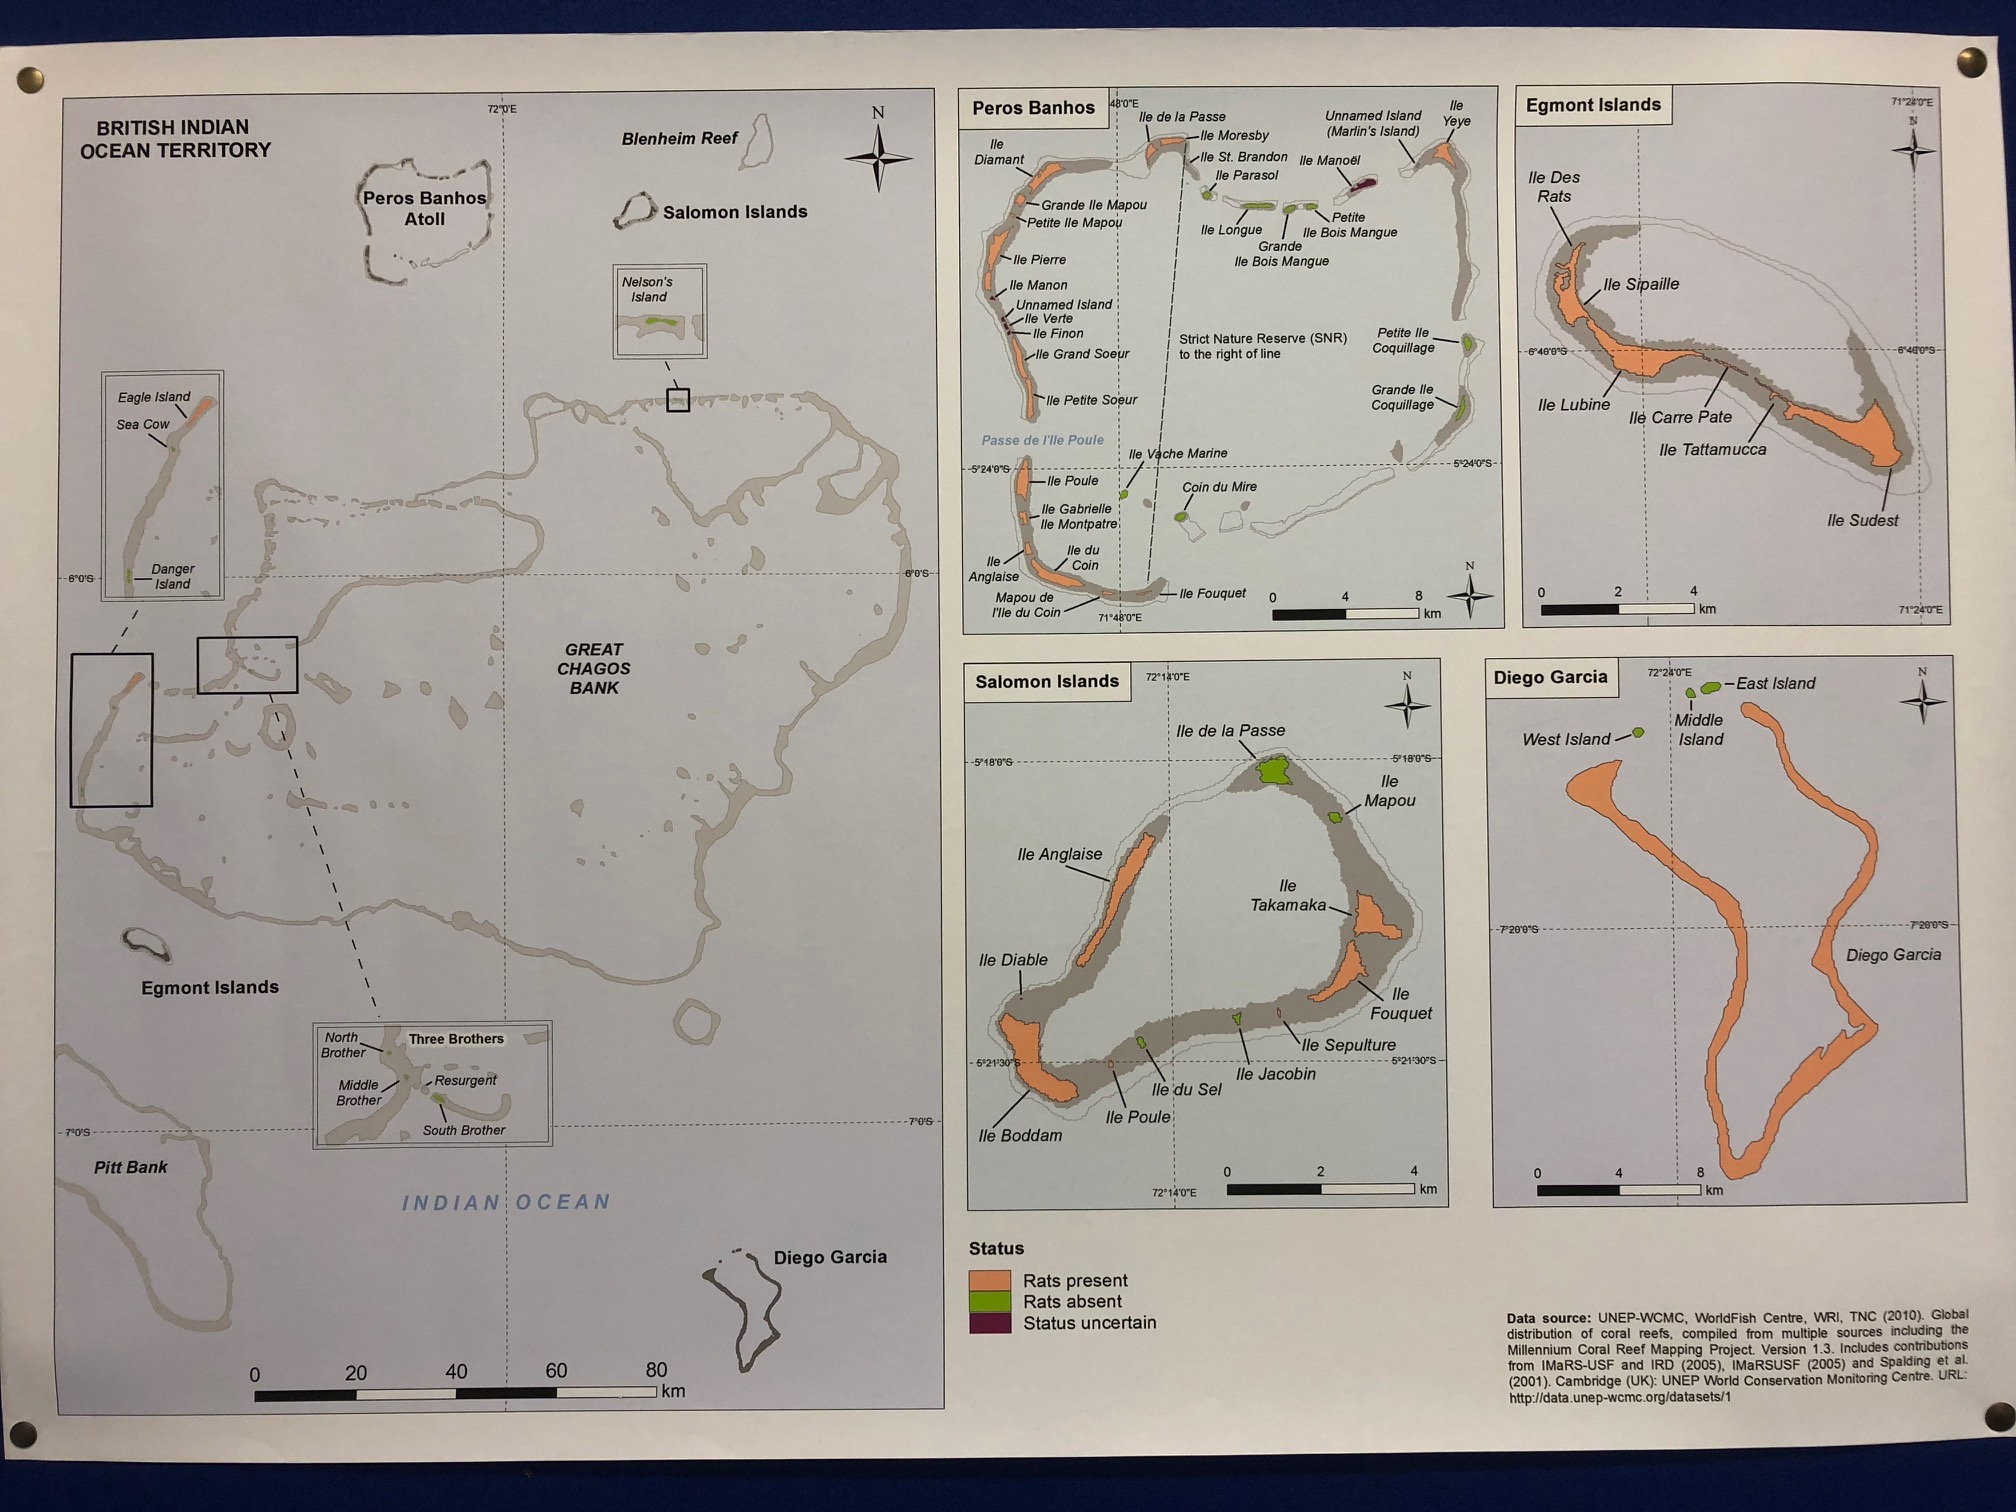 BRITISH INDIAN
OCEAN TERRITORY
72°0'E
N
Blenheim Reef
Peros Banhos
Atoll
Salomon Islands
Nelson's
Island
Eagle Island
Sea Cow
Danger
Island
6°0'S
6°0'S
GREAT
CHAGOS
BANK
Egmont Islands
North
Brother
Three Brothers
Middle
Brother
Resurgent
South Brother
7°0'S
7°0'S
Pitt Bank
INDIAN OCEAN
Diego Garcia
0 20 40 60 80
km
Peros Banhos
48'0"E
Ile de la Passe
Ile Moresby
Ile
Diamant
Ile St. Brandon
Ile Parasol
Unnamed Island
(Marlin's Island)
Ile
Yeye
Ile Manoël
Grande Ile Mapou
Petite Ile Mapou
Ile Longue
Grande
Ile Bois Mangue
Petite
Ile Bois Mangue
Ile Pierre
Ile Manon
Unnamed Island
Ile Verte
Ile Finon
Ile Grand Soeur
Strict Nature Reserve (SNR)
to the right of line
Petite Ile
Coquillage
Grande Ile
Coquillage
Ile Petite Soeur
Passe de l'Ile Poule
5°24'0"S
Ile Vache Marine
5°24'0"S
Ile Poule
Coin du Mire
Ile Gabrielle
Ile Montpatre
Ile
Anglaise
Ile du
Coin
Mapou de
l'Ile du Coin
71°48'0"E
Ile Fouquet
N
0 4 8
km
Egmont Islands
71°24'0"E
N
Ile Des
Rats
Ile Sipaille
6°40'0"S
6°40'0"S
Ile Lubine
Ile Carre Pate
Ile Tattamucca
Ile Sudest
0 2 4
km
71°24'0"E
Salomon Islands
72°14'0"E
N
Ile de la Passe
5°18'0"S
5°18'0"S
Ile
Mapou
Ile Anglaise
Ile
Takamaka
Ile Diable
Ile
Fouquet
Ile Sepulture
5°21'30"S
5°21'30"S
Ile Jacobin
Ile du Sel
Ile Poule
Ile Boddam
0 2 4
km
72°14'0"E
Diego Garcia
72°24'0"E
N
East Island
Middle
Island
West Island
7°20'0"S
7°20'0"S
Diego Garcia
0 4 8
km
Status
Rats present
Rats absent
Status uncertain
Data source: UNEP-WCMC, WorldFish Centre, WRI, TNC (2010). Global
distribution of coral reefs, compiled from multiple sources including the
Millennium Coral Reef Mapping Project. Version 1.3. Includes contributions
from IMaRS-USF and IRD (2005), IMaRSUSF (2005) and Spalding et al.
(2001). Cambridge (UK): UNEP World Conservation Monitoring Centre. URL:
http://data.unep-wcmc.org/datasets/1